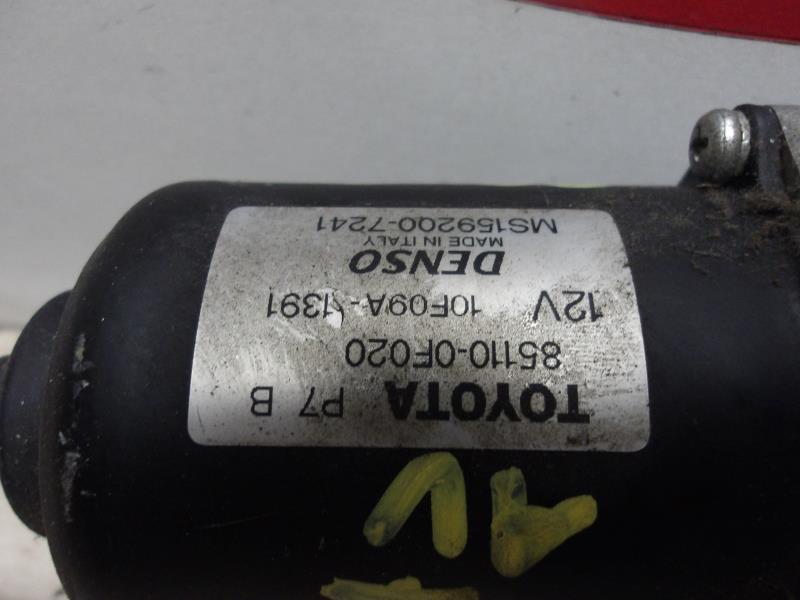 TOYOTA P7 B
85110-0F020
12V 10F09A-1391
DENSO
MADE IN ITALY
MS159200-7241